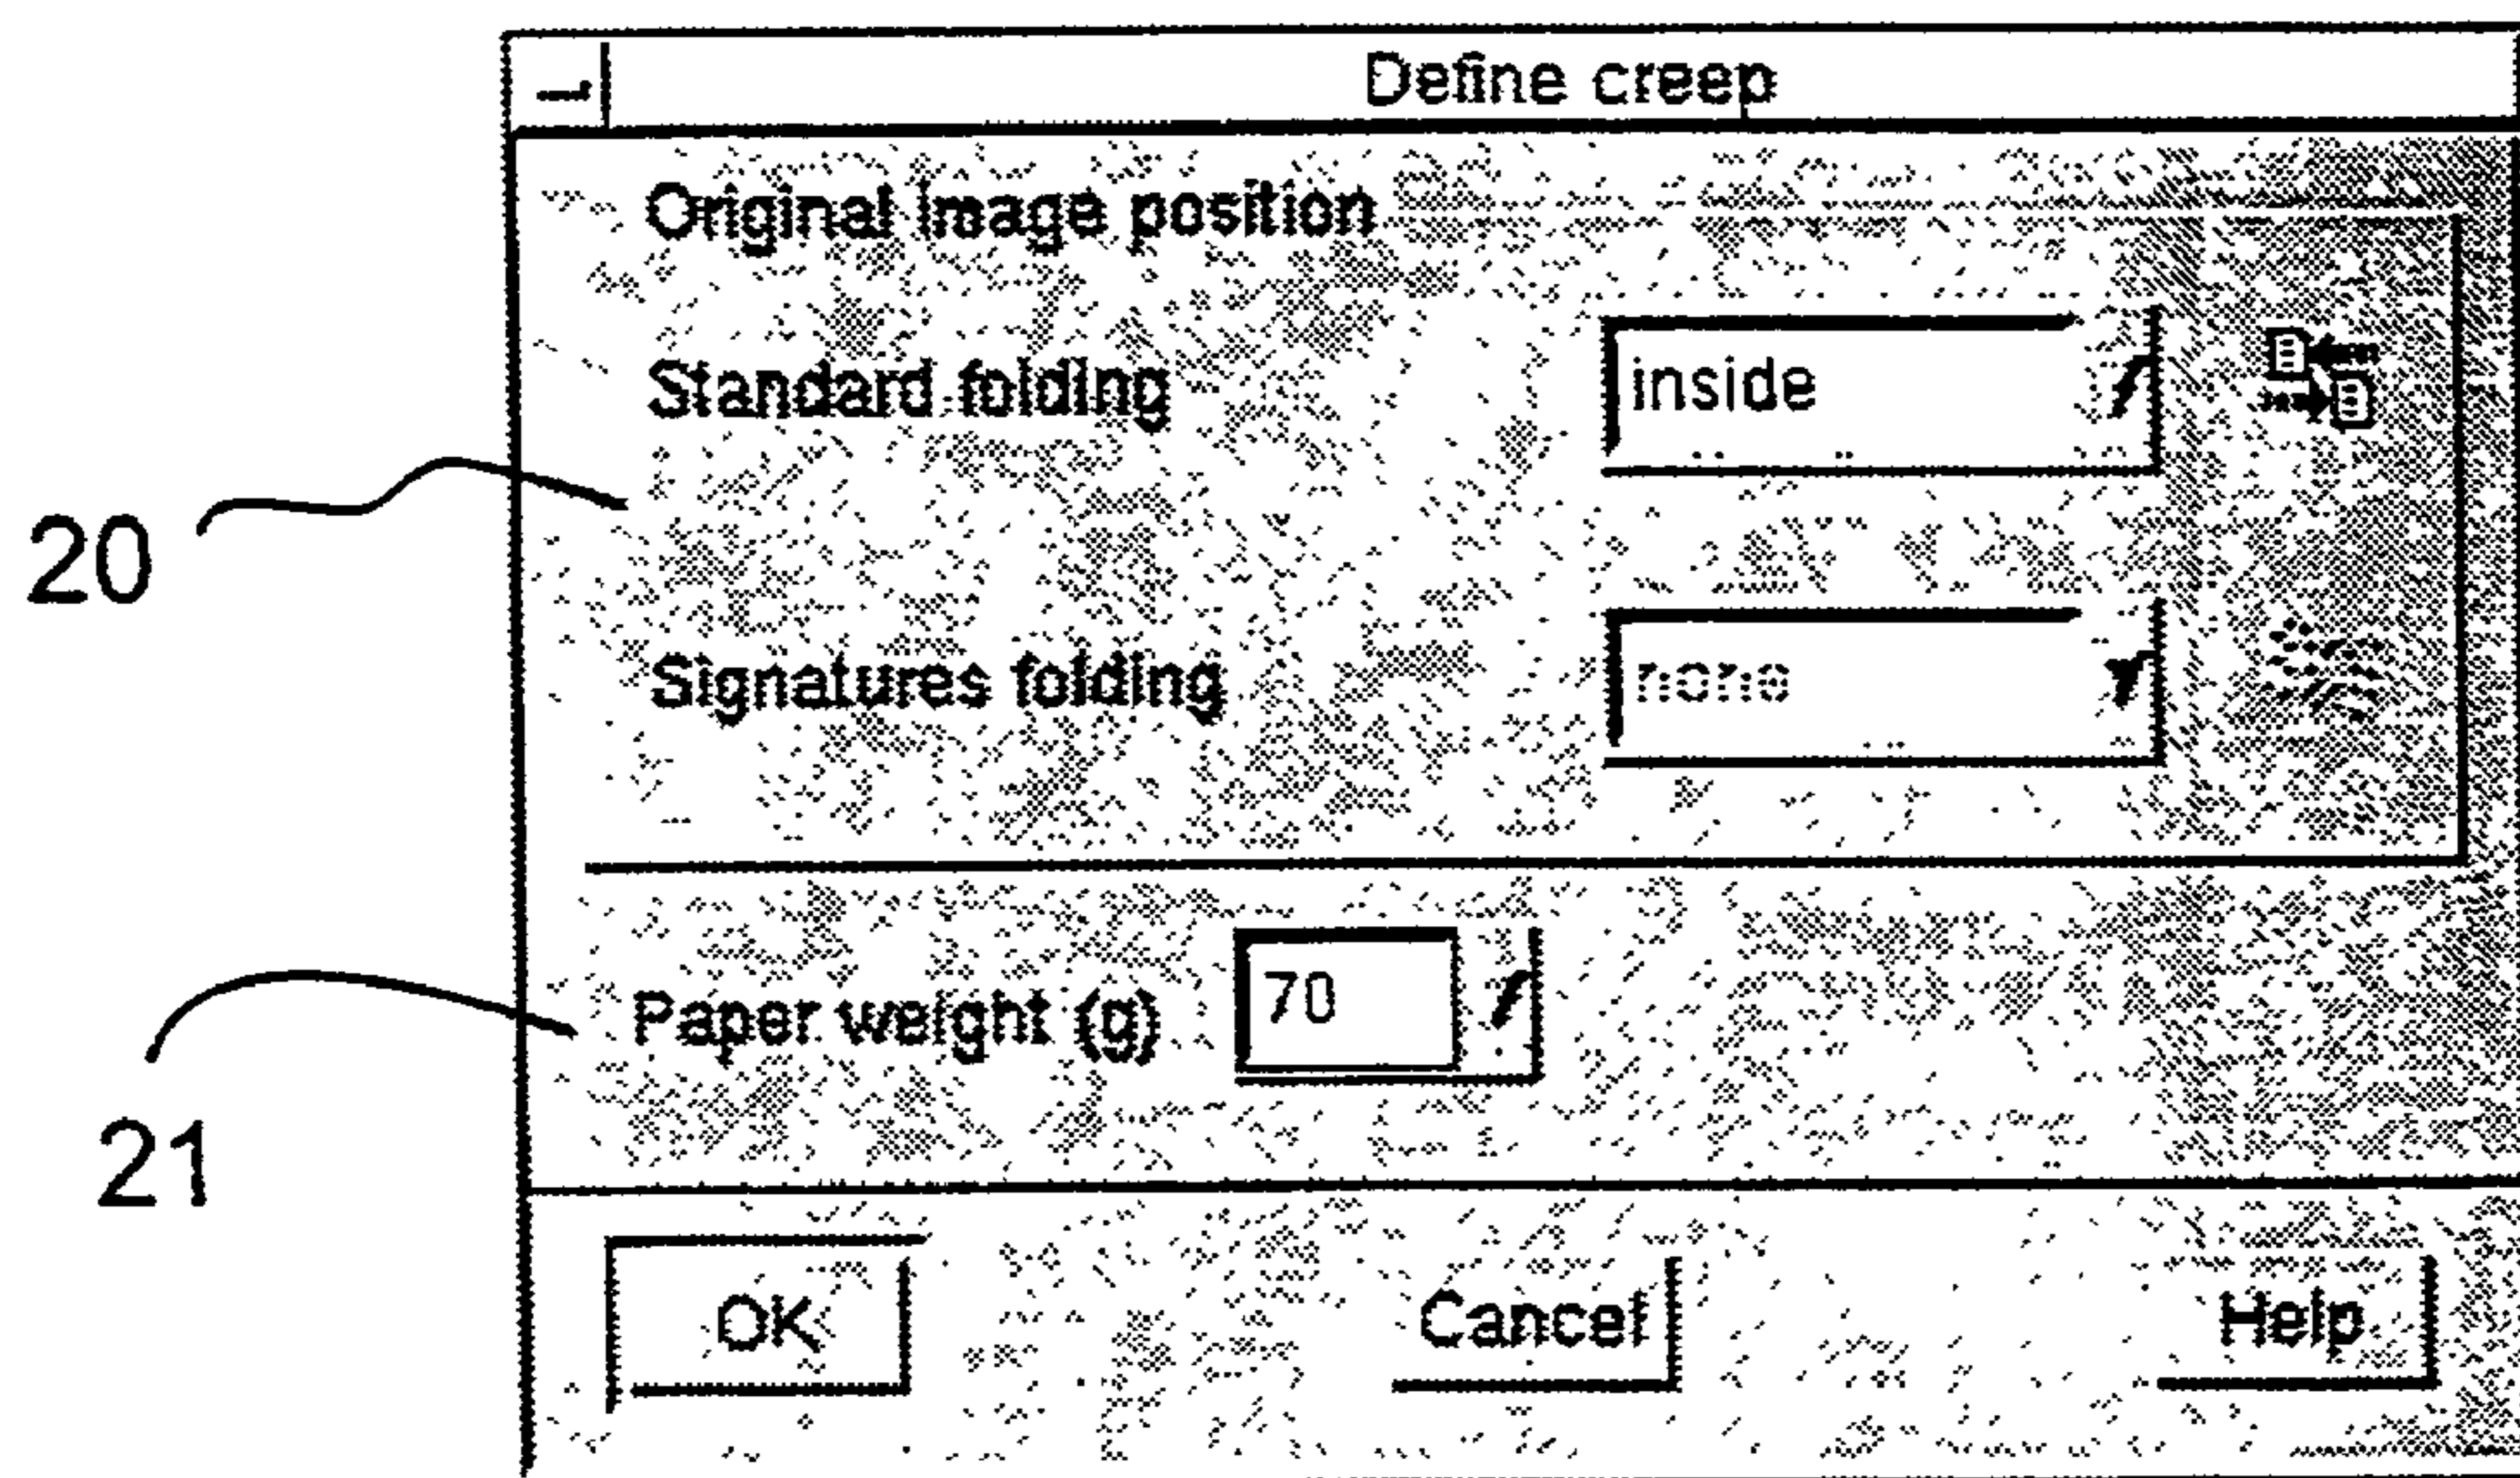 Define creep
Original image position
Standard folding inside
20
Signatures folding none
Paper weight (g) 70
21
OK Cancel Help